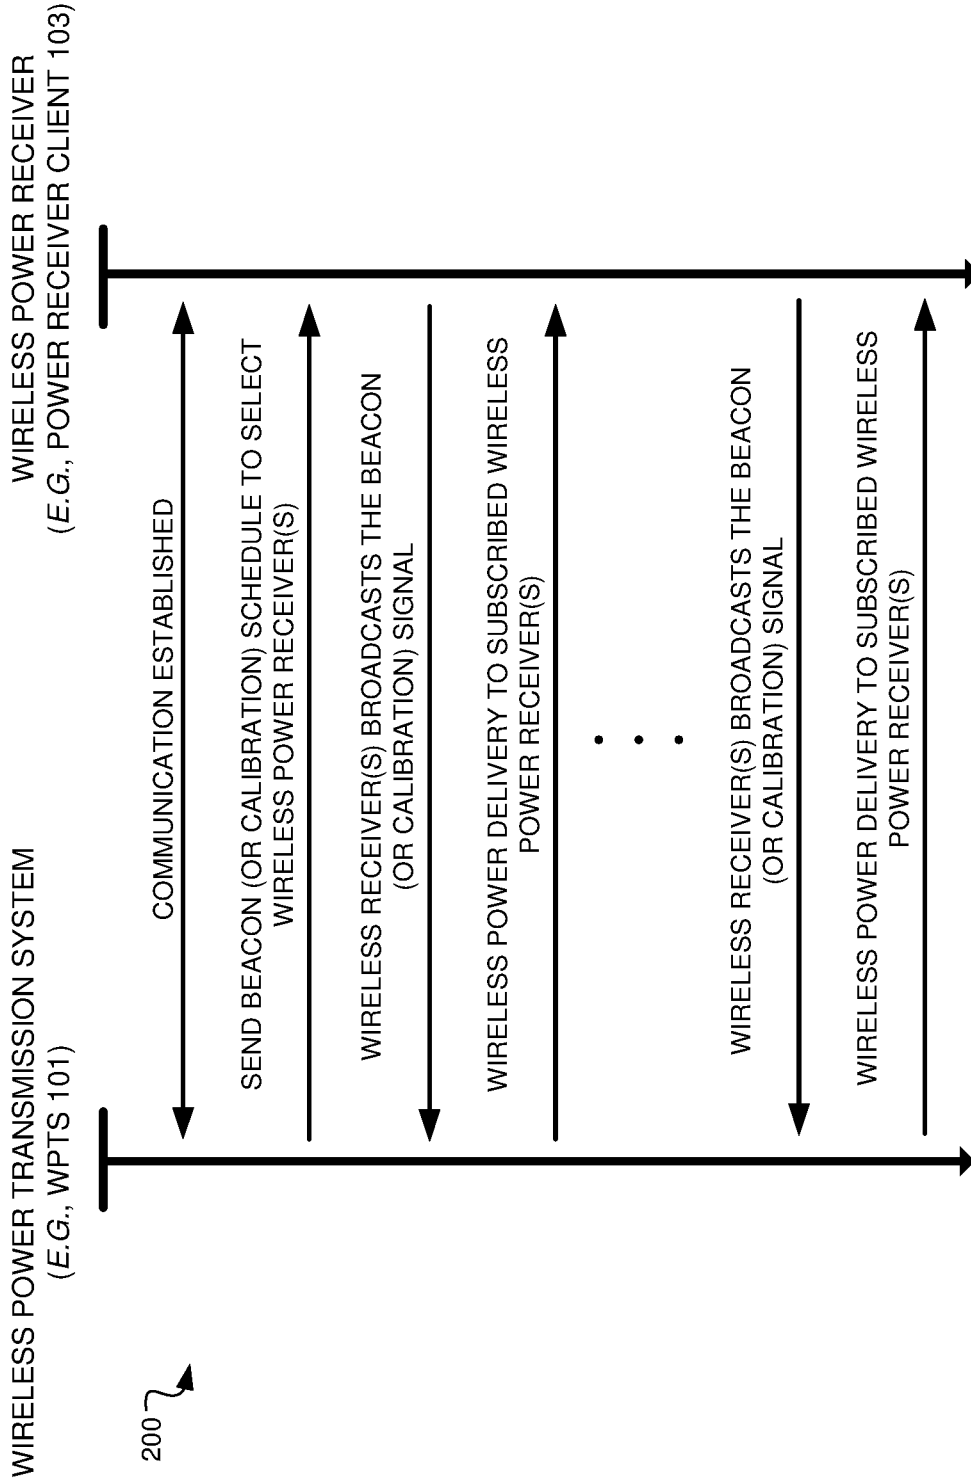 WIRELESS POWER TRANSMISSION SYSTEM
(E.G., WPTS 101)
WIRELESS POWER RECEIVER
(E.G., POWER RECEIVER CLIENT 103)
200
COMMUNICATION ESTABLISHED
SEND BEACON (OR CALIBRATION) SCHEDULE TO SELECT
WIRELESS POWER RECEIVER(S)
WIRELESS RECEIVER(S) BROADCASTS THE BEACON
(OR CALIBRATION) SIGNAL
WIRELESS POWER DELIVERY TO SUBSCRIBED WIRELESS
POWER RECEIVER(S)
WIRELESS RECEIVER(S) BROADCASTS THE BEACON
(OR CALIBRATION) SIGNAL
WIRELESS POWER DELIVERY TO SUBSCRIBED WIRELESS
POWER RECEIVER(S)